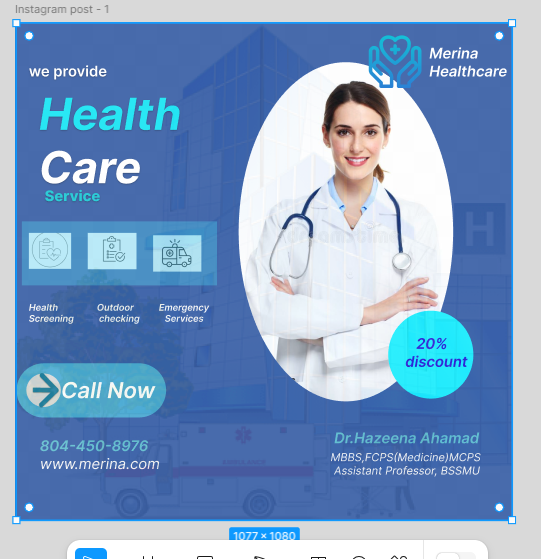 Instagram post - 1
Merina
Healthcare
we provide
Health
Care
Service
H
Health
Screening
Outdoor
checking
Emergency
Services
20%
discount
Call Now
804-450-8976
www.merina.com
Dr.Hazeena Ahamad
MBBS,FCPS(Medicine)MCPS
Assistant Professor, BSSMU
1077 × 1080